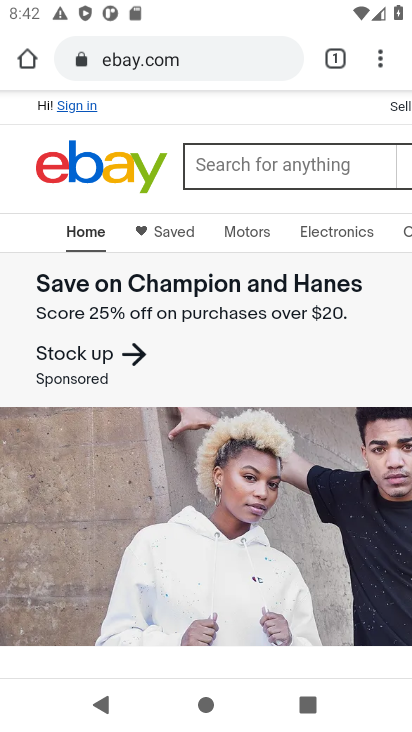 8:42
ebay.com
1
Hi! Sign in
Sell
ebay
Search for anything
Home
Saved
Motors
Electronics
Save on Champion and Hanes
Score 25% off on purchases over $20.
Stock up
Sponsored